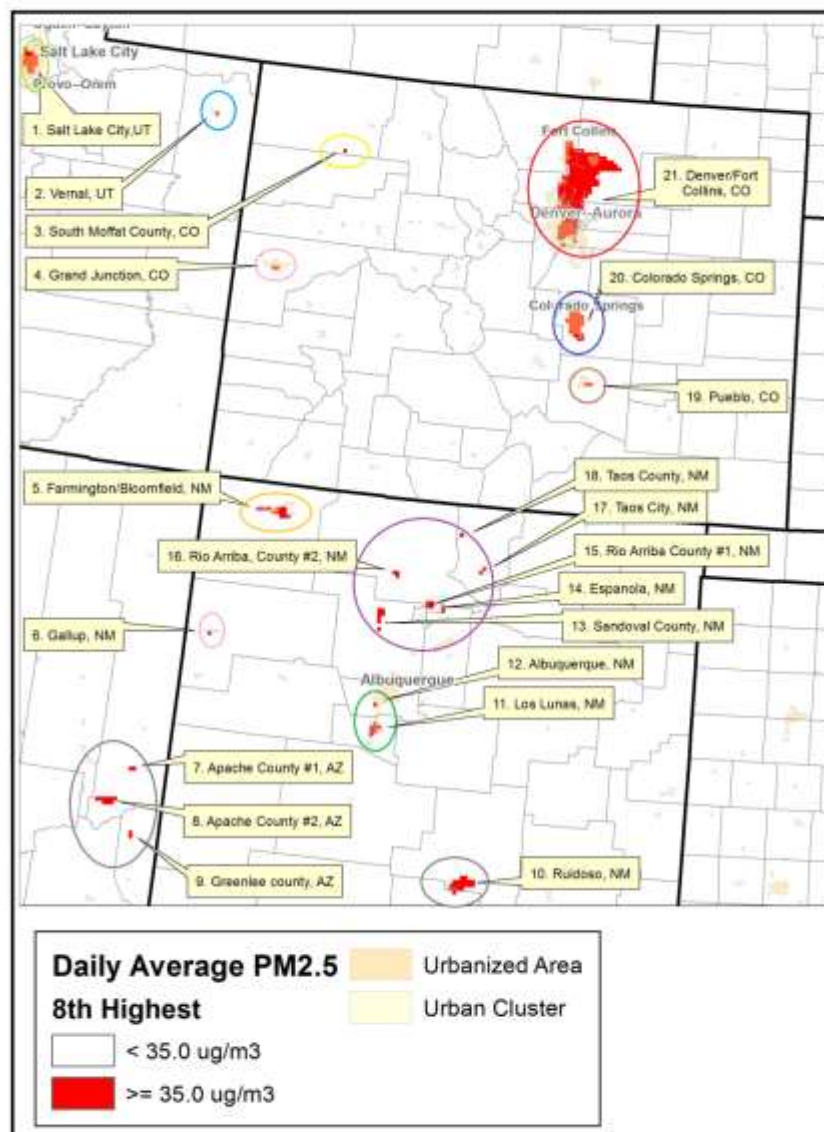 Salt Lake City
Provo-Orem
1. Salt Lake City,UT
2. Vernal, UT
3. South Moffat County, CO
4. Grand Junction, CO
Fort Collins
21. Denver/Fort
Collins, CO
Denver--Aurora
20. Colorado Springs, CO
Colorado Springs
19. Pueblo, CO
5. Farmington/Bloomfield, NM
18. Taos County, NM
17. Taos City, NM
16. Rio Arriba, County #2, NM
15. Rio Arriba County #1, NM
14. Espanola, NM
13. Sandoval County, NM
6. Gallup, NM
12. Albuquerque, NM
Albuquerque
11. Los Lunas, NM
7. Apache County #1, AZ
8. Apache County #2, AZ
9. Greenlee county, AZ
10. Ruidoso, NM
Daily Average PM2.5
8th Highest
< 35.0 ug/m3
>= 35.0 ug/m3
Urbanized Area
Urban Cluster